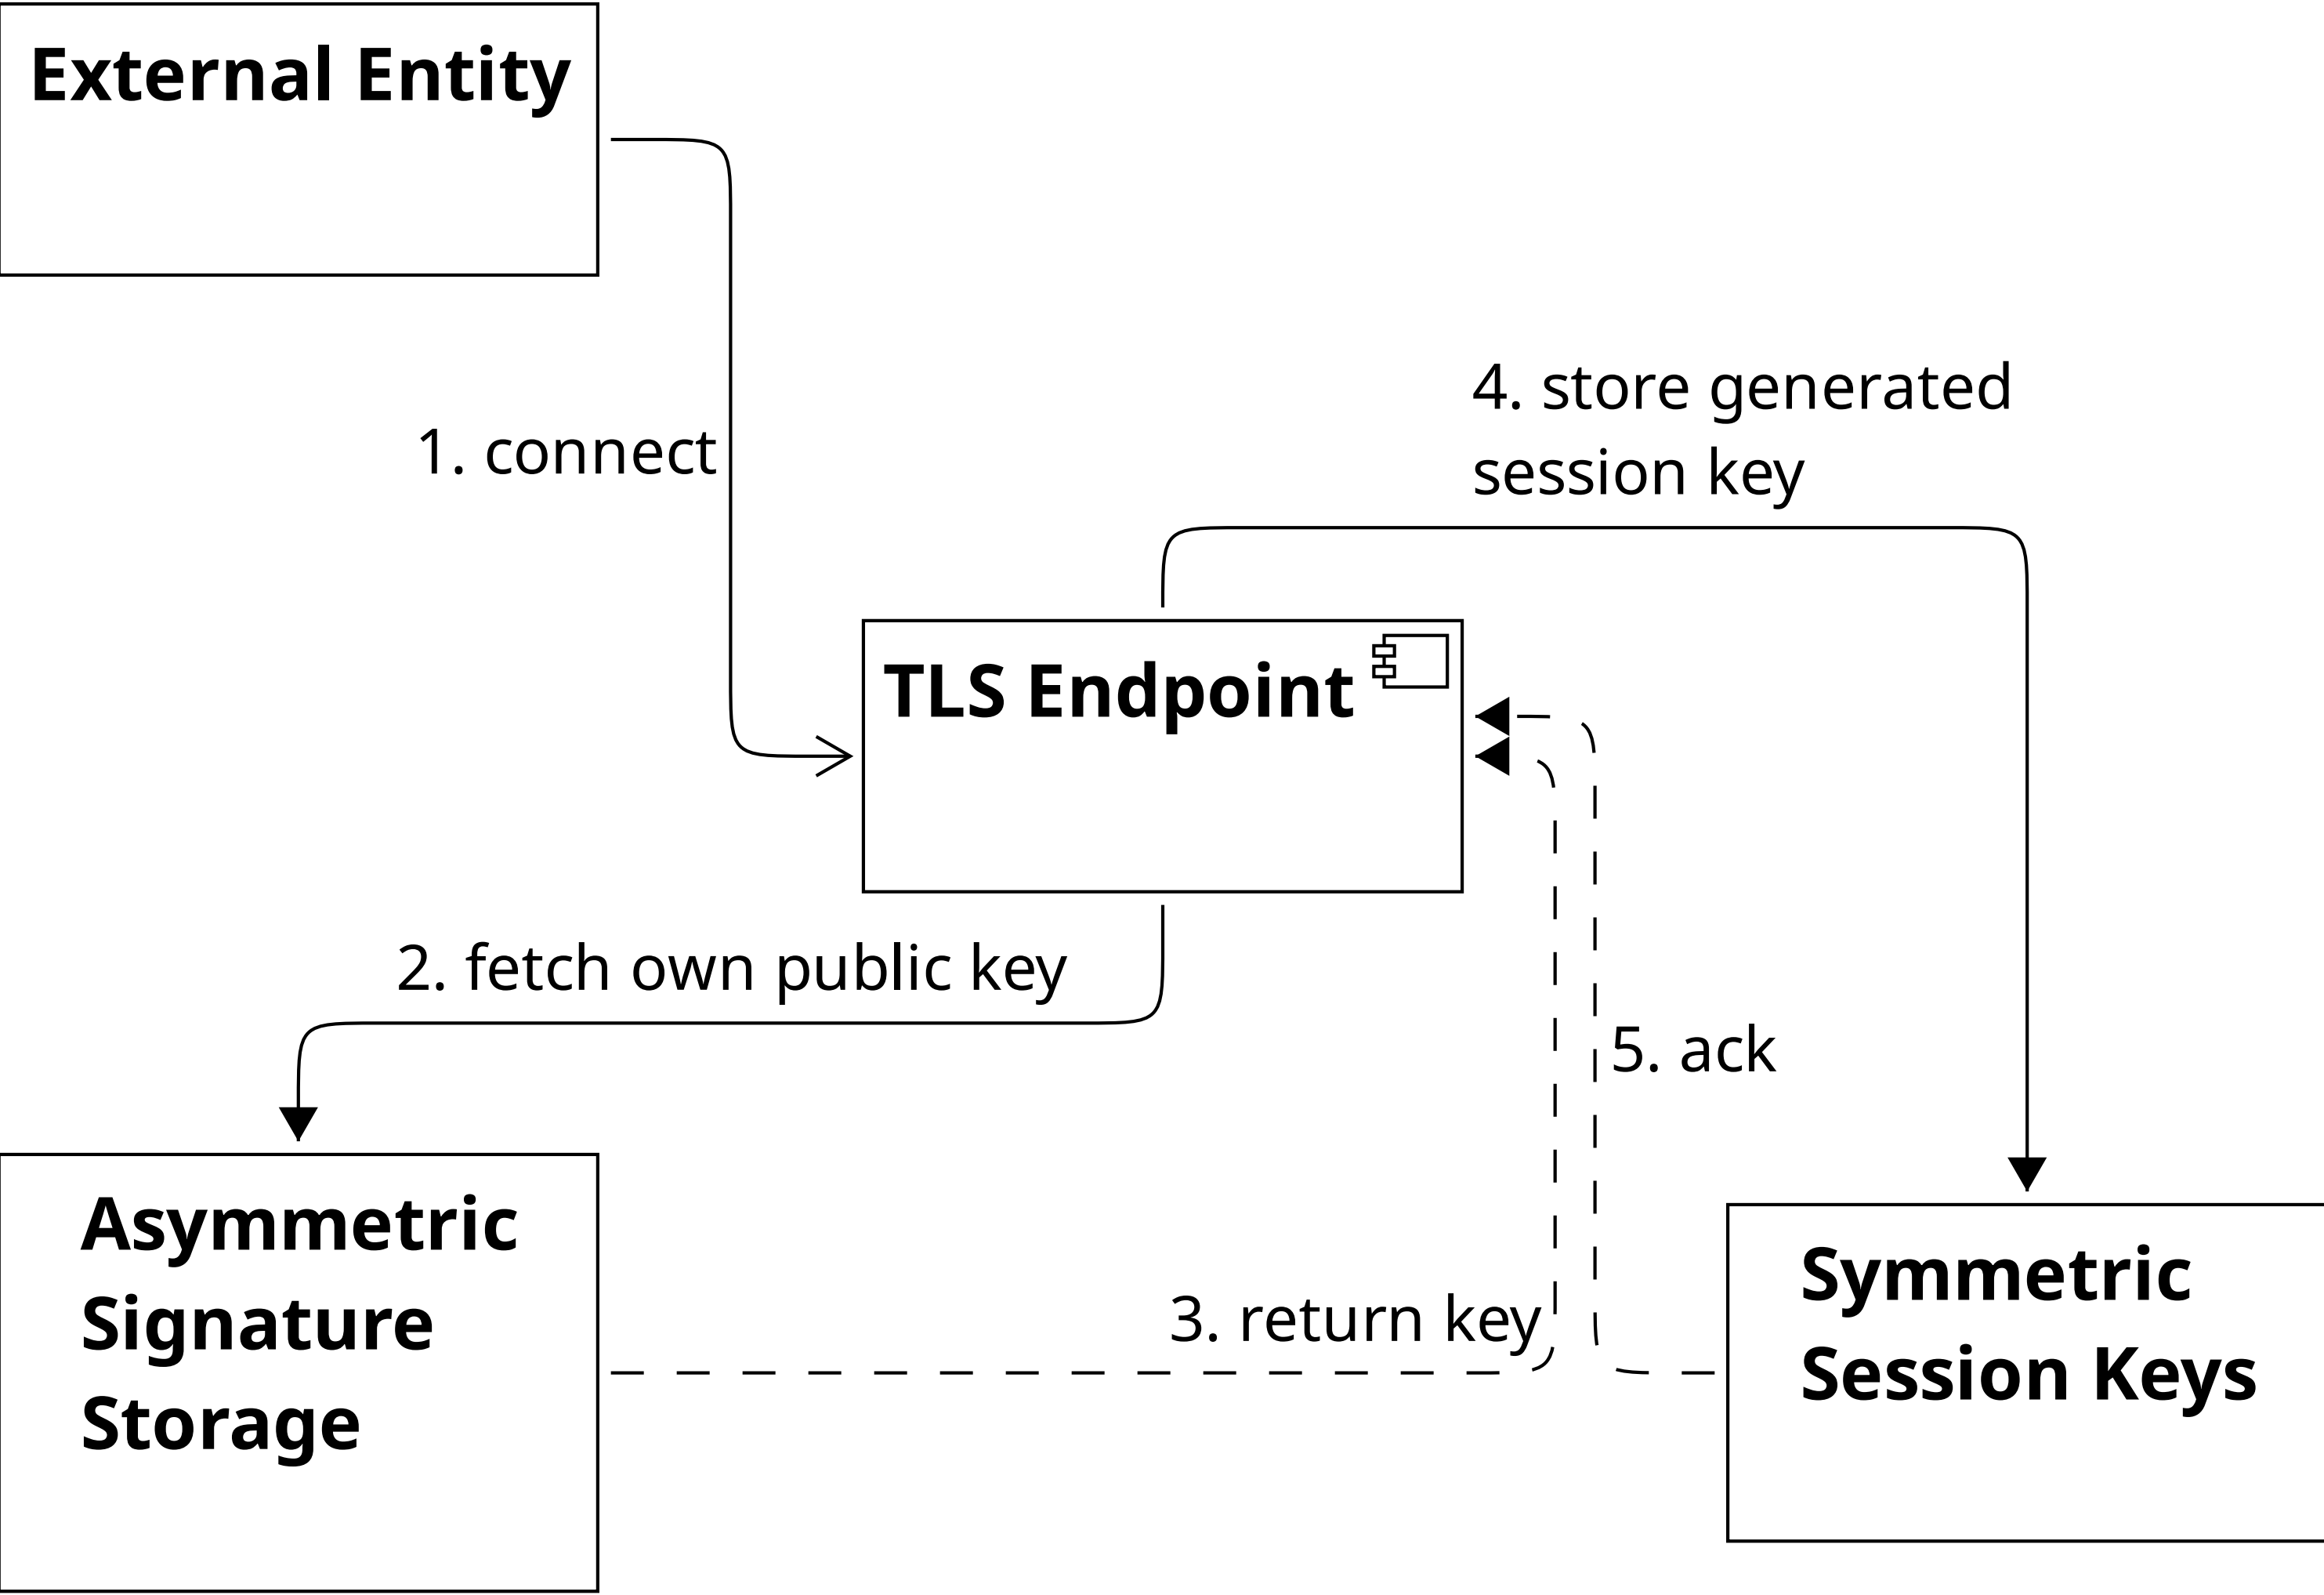 External Entity
1. connect
4. store generated
session key
TLS Endpoint
2. fetch own public key
5. ack
Asymmetric
Signature
Storage
3. return key
Symmetric
Session Keys